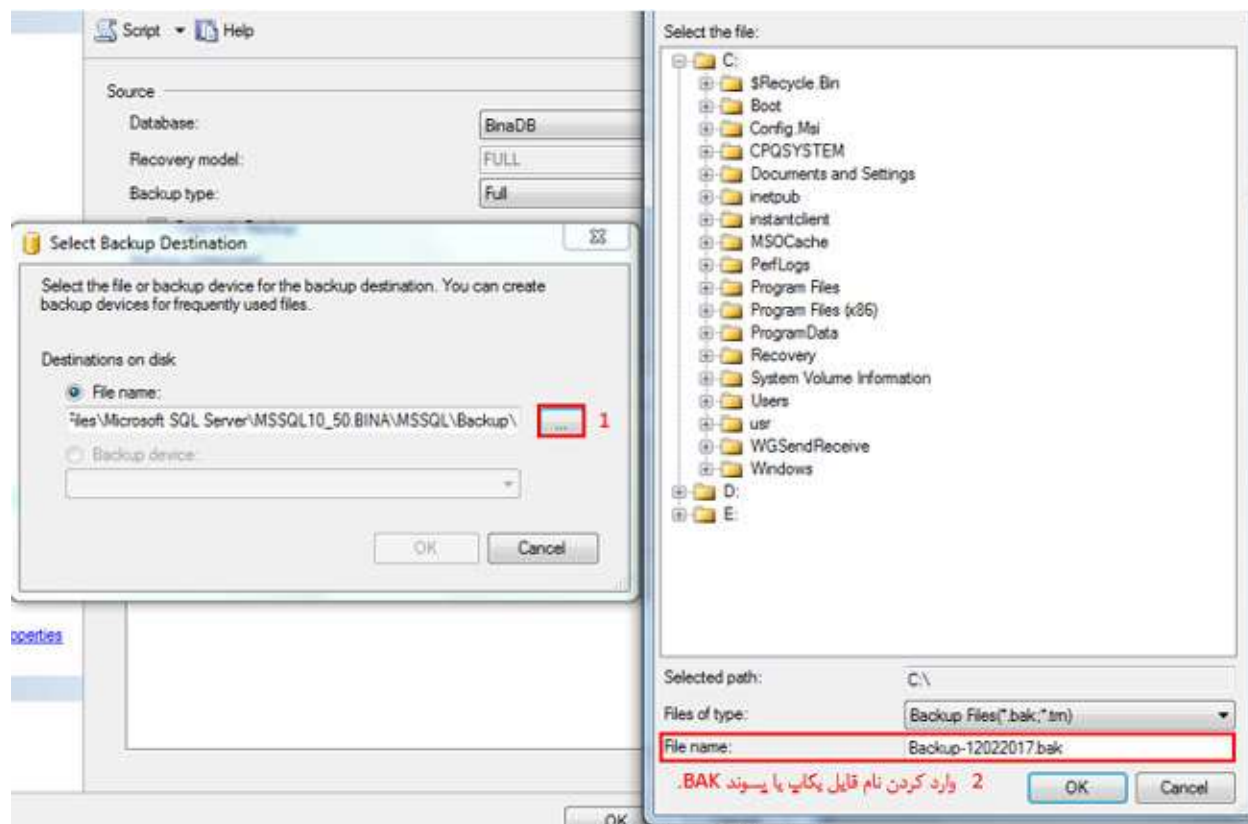 Script Help
Source
Database: BinaDB
Recovery model: FULL
Backup type: Full
Select Backup Destination
Select the file or backup device for the backup destination. You can create
backup devices for frequently used files.
Destinations on disk
File name:
Files\Microsoft SQL Server\MSSQL10_50.BINA\MSSQL\Backup\ ... 1
Backup device:
OK Cancel
operties
OK
Select the file:
C:
$Recycle.Bin
Boot
Config.Msi
CPQSYSTEM
Documents and Settings
inetpub
instantclient
MSOCache
PerfLogs
Program Files
Program Files (x86)
ProgramData
Recovery
System Volume Information
Users
usr
WGSendReceive
Windows
D:
E:
Selected path: C:\
Files of type: Backup Files(*.bak;*.trn)
File name: Backup-12022017.bak
2 وارد کردن نام فایل بکاپ با پسوند BAK.
OK Cancel